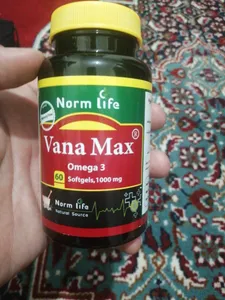 Norm life
Vana Max®
Omega 3
60 Softgels, 1000 mg
Norm life
Natural Source